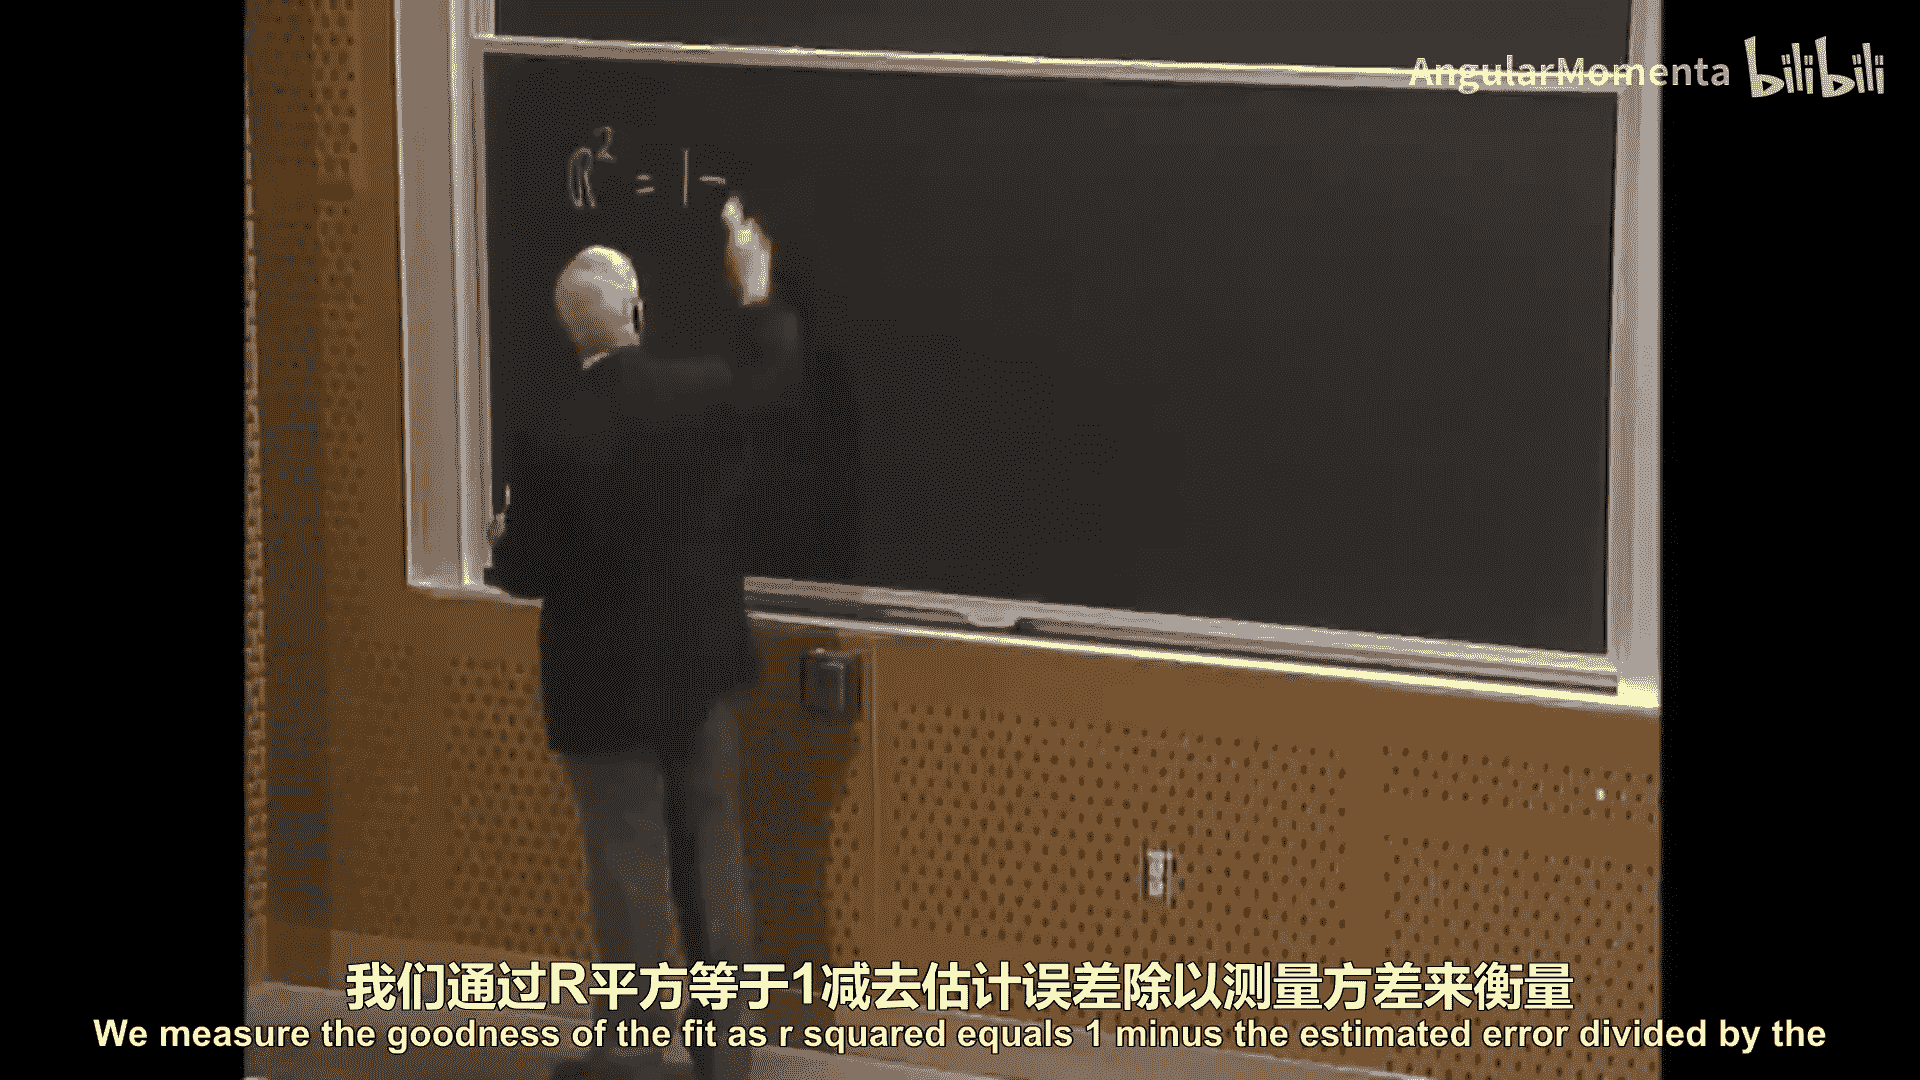 AngularMomenta bilibili
R² = 1 -
我们通过R平方等于1减去估计误差除以测量方差来衡量
We measure the goodness of the fit as r squared equals 1 minus the estimated error divided by the